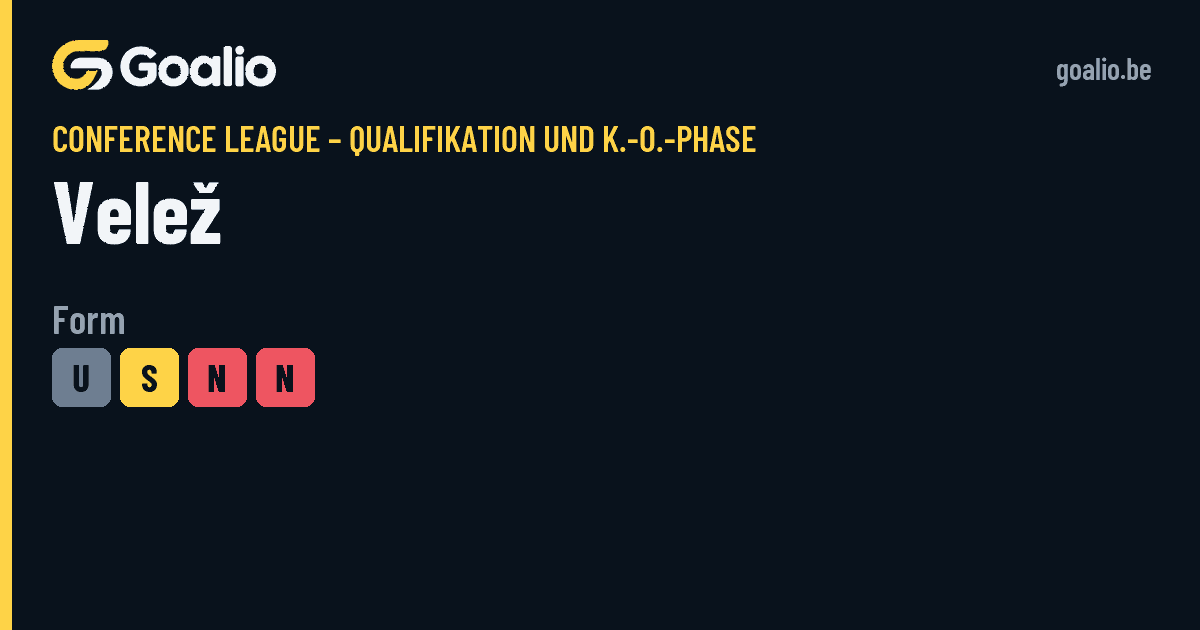 Goalio
goalio.be
CONFERENCE LEAGUE – QUALIFIKATION UND K.-O.-PHASE
Velež
Form
U S N N